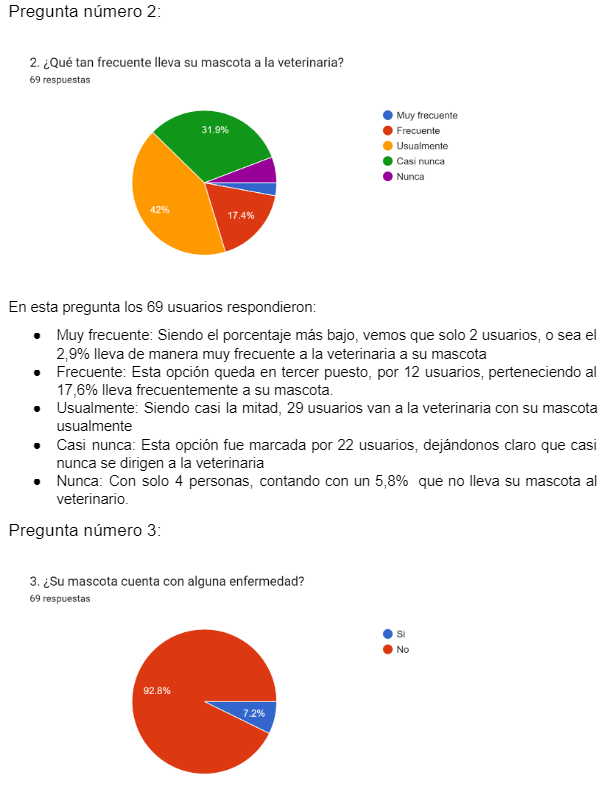 Pregunta número 2:
2. ¿Qué tan frecuente lleva su mascota a la veterinaria?
69 respuestas
Muy frecuente
Frecuente
Usualmente
Casi nunca
Nunca
31.9%
42%
17.4%
En esta pregunta los 69 usuarios respondieron:
● Muy frecuente: Siendo el porcentaje más bajo, vemos que solo 2 usuarios, o sea el
2,9% lleva de manera muy frecuente a la veterinaria a su mascota
● Frecuente: Esta opción queda en tercer puesto, por 12 usuarios, perteneciendo al
17,6% lleva frecuentemente a su mascota.
● Usualmente: Siendo casi la mitad, 29 usuarios van a la veterinaria con su mascota
usualmente
● Casi nunca: Esta opción fue marcada por 22 usuarios, dejándonos claro que casi
nunca se dirigen a la veterinaria
● Nunca: Con solo 4 personas, contando con un 5,8% que no lleva su mascota al
veterinario.
Pregunta número 3:
3. ¿Su mascota cuenta con alguna enfermedad?
69 respuestas
Si
No
92.8%
7.2%